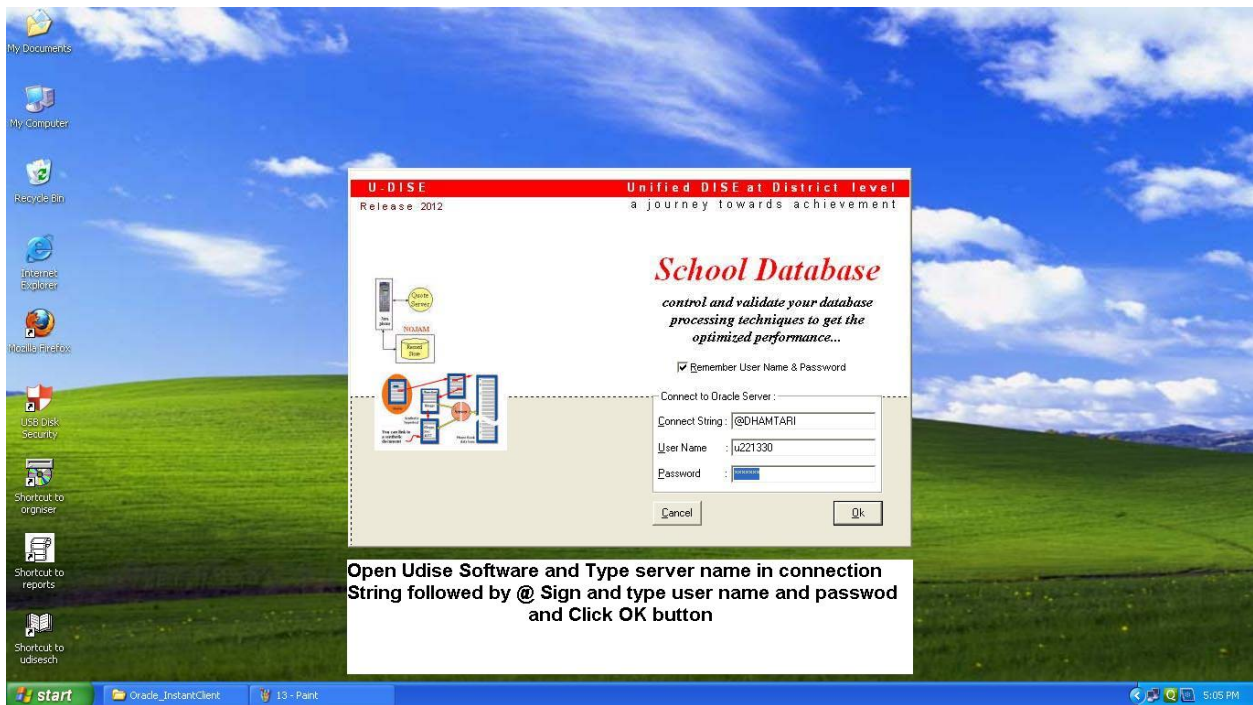 My Documents
My Computer
Recycle Bin
Internet
Explorer
Mozilla Firefox
USB Disk
Security
Shortcut to
orgniser
Shortcut to
reports
Shortcut to
udisesch
U-DISE
Unified DISE at District level
Release 2012
a journey towards achievement
School Database
control and validate your database
processing techniques to get the
optimized performance...
Remember User Name & Password
Quote
Server
NOJAM
Connect to Oracle Server :
Connect String : @DHAMTARI
User Name : u221330
Password : *******
Cancel
Ok
Open Udise Software and Type server name in connection
String followed by @ Sign and type user name and passwod
and Click OK button
start
Oracle_InstantClient
13 - Paint
5:05 PM